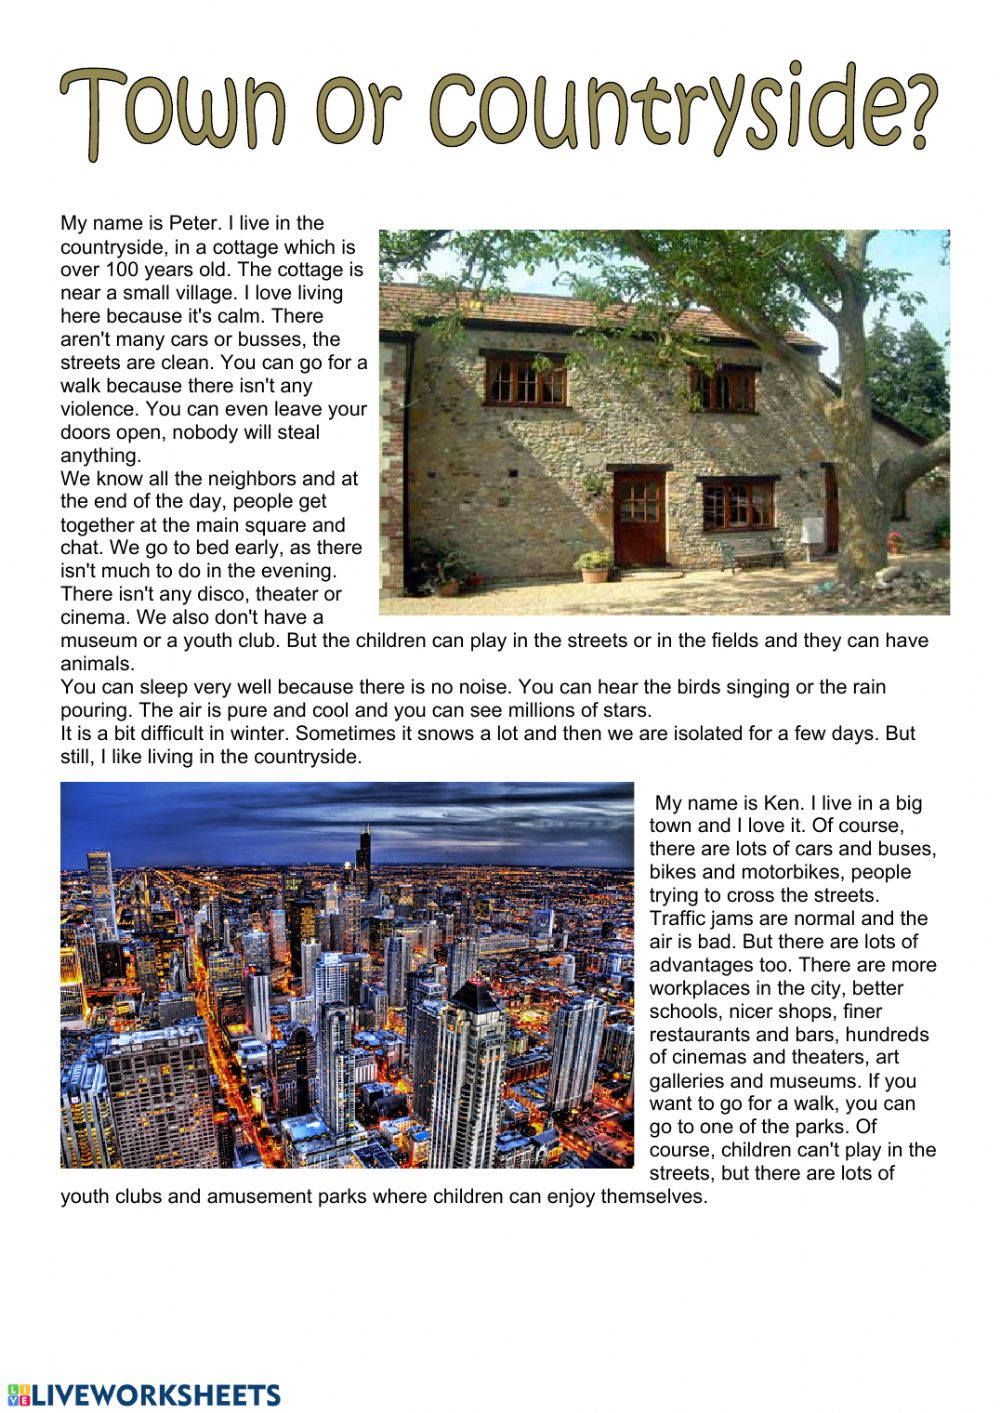 Town or countryside?
My name is Peter. I live in the
countryside, in a cottage which is
over 100 years old. The cottage is
near a small village. I love living
here because it's calm. There
aren't many cars or busses, the
streets are clean. You can go for a
walk because there isn't any
violence. You can even leave your
doors open, nobody will steal
anything.
We know all the neighbors and at
the end of the day, people get
together at the main square and
chat. We go to bed early, as there
isn't much to do in the evening.
There isn't any disco, theater or
cinema. We also don't have a
museum or a youth club. But the children can play in the streets or in the fields and they can have
animals.
You can sleep very well because there is no noise. You can hear the birds singing or the rain
pouring. The air is pure and cool and you can see millions of stars.
It is a bit difficult in winter. Sometimes it snows a lot and then we are isolated for a few days. But
still, I like living in the countryside.
My name is Ken. I live in a big
town and I love it. Of course,
there are lots of cars and buses,
bikes and motorbikes, people
trying to cross the streets.
Traffic jams are normal and the
air is bad. But there are lots of
advantages too. There are more
workplaces in the city, better
schools, nicer shops, finer
restaurants and bars, hundreds
of cinemas and theaters, art
galleries and museums. If you
want to go for a walk, you can
go to one of the parks. Of
course, children can't play in the
streets, but there are lots of
youth clubs and amusement parks where children can enjoy themselves.
LIVE LIVEWORKSHEETS